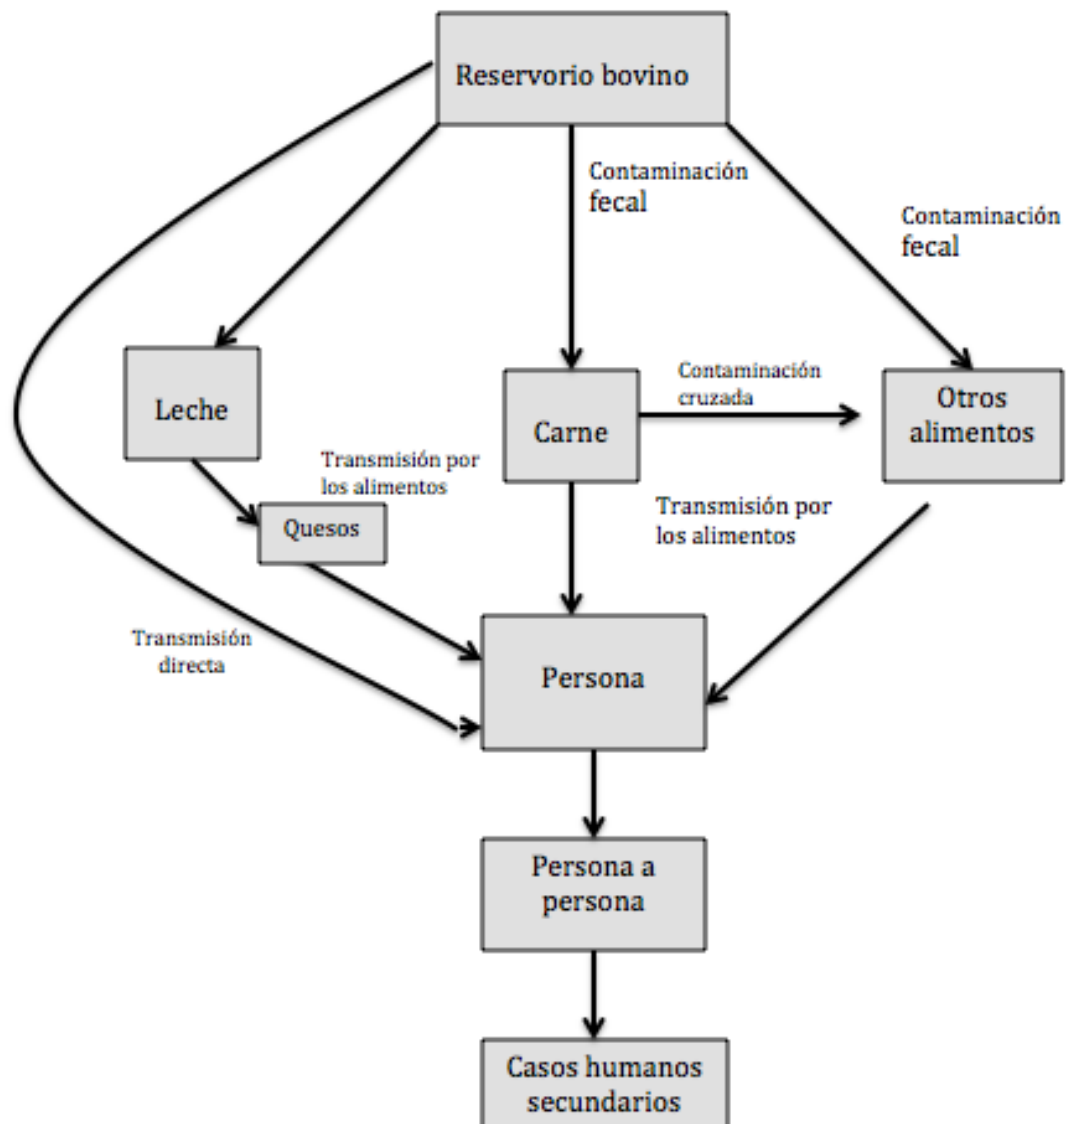 Reservorio bovino
Contaminación
fecal
Contaminación
fecal
Leche
Carne
Contaminación
cruzada
Otros
alimentos
Transmisión por
los alimentos
Quesos
Transmisión por
los alimentos
Transmisión
directa
Persona
Persona a
persona
Casos humanos
secundarios